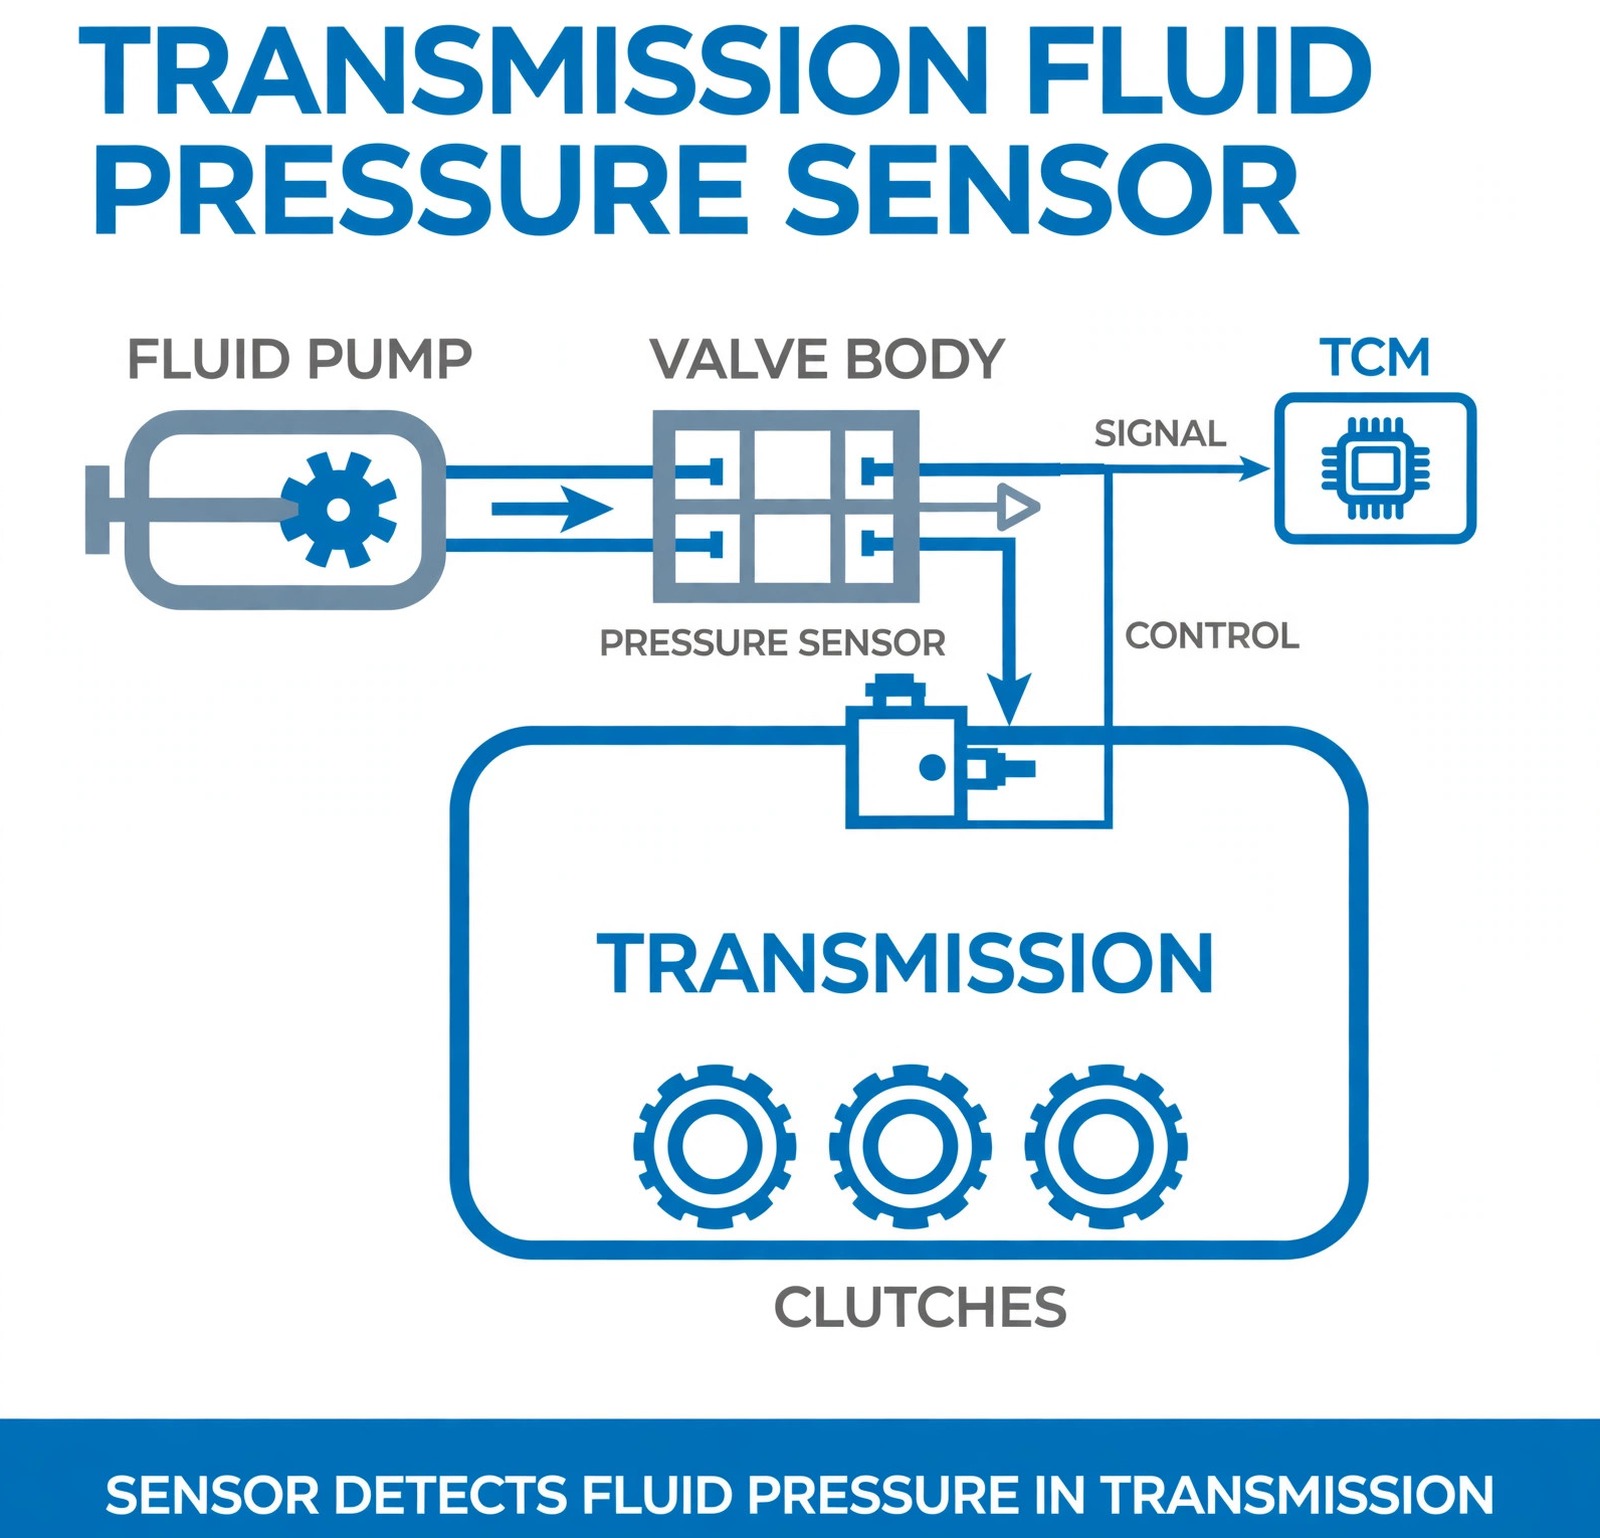 TRANSMISSION FLUID
PRESSURE SENSOR
FLUID PUMP
VALVE BODY
TCM
SIGNAL
PRESSURE SENSOR
CONTROL
TRANSMISSION
CLUTCHES
SENSOR DETECTS FLUID PRESSURE IN TRANSMISSION